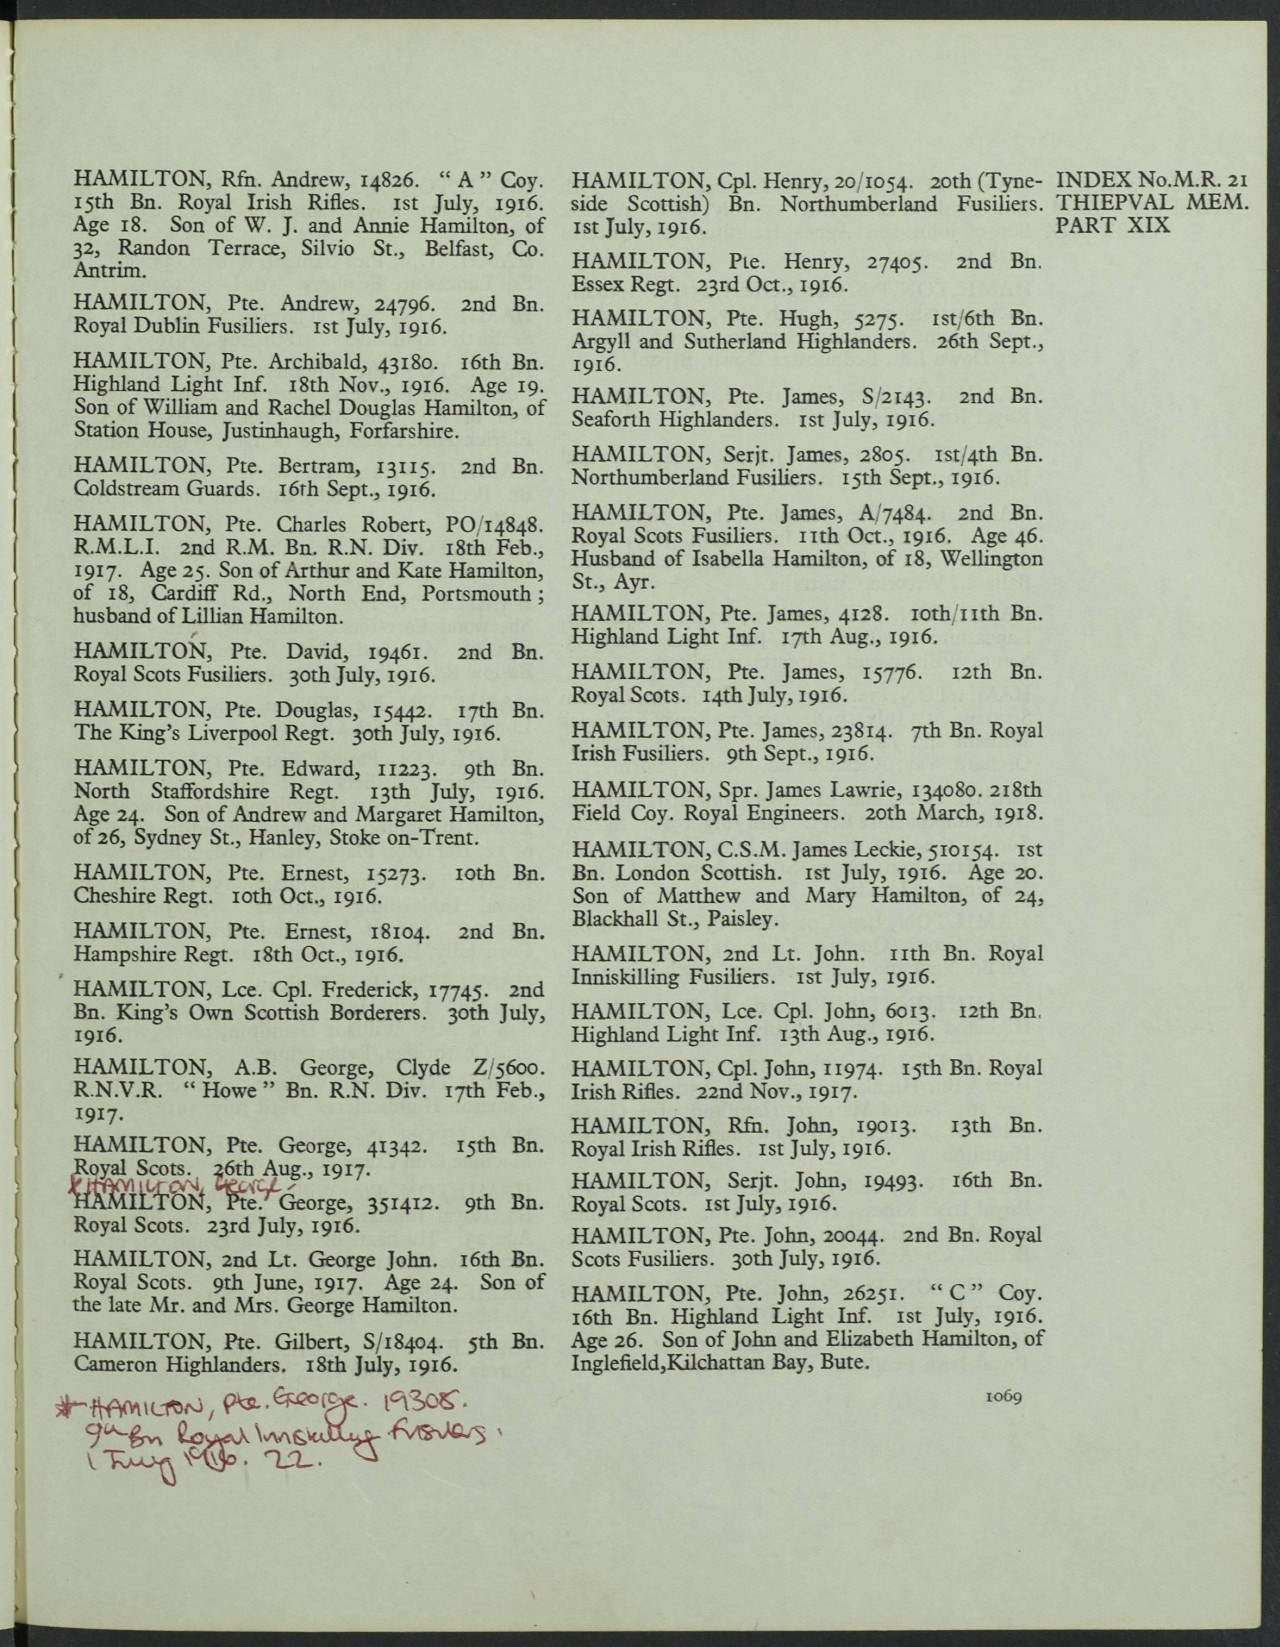 HAMILTON, Rfn. Andrew, 14826. “ A ” Coy.
15th Bn. Royal Irish Rifles. 1st July, 1916.
Age 18. Son of W. J. and Annie Hamilton, of
32, Randon Terrace, Silvio St., Belfast, Co.
Antrim.
HAMILTON, Pte. Andrew, 24796. 2nd Bn.
Royal Dublin Fusiliers. 1st July, 1916.
HAMILTON, Pte. Archibald, 43180. 16th Bn.
Highland Light Inf. 18th Nov., 1916. Age 19.
Son of William and Rachel Douglas Hamilton, of
Station House, Justinhaugh, Forfarshire.
HAMILTON, Pte. Bertram, 13115. 2nd Bn.
Coldstream Guards. 16th Sept., 1916.
HAMILTON, Pte. Charles Robert, PO/14848.
R.M.L.I. 2nd R.M. Bn. R.N. Div. 18th Feb.,
1917. Age 25. Son of Arthur and Kate Hamilton,
of 18, Cardiff Rd., North End, Portsmouth ;
husband of Lillian Hamilton.
HAMILTON, Pte. David, 19461. 2nd Bn.
Royal Scots Fusiliers. 30th July, 1916.
HAMILTON, Pte. Douglas, 15442. 17th Bn.
The King’s Liverpool Regt. 30th July, 1916.
HAMILTON, Pte. Edward, 11223. 9th Bn.
North Staffordshire Regt. 13th July, 1916.
Age 24. Son of Andrew and Margaret Hamilton,
of 26, Sydney St., Hanley, Stoke on-Trent.
HAMILTON, Pte. Ernest, 15273. 10th Bn.
Cheshire Regt. 10th Oct., 1916.
HAMILTON, Pte. Ernest, 18104. 2nd Bn.
Hampshire Regt. 18th Oct., 1916.
HAMILTON, Lce. Cpl. Frederick, 17745. 2nd
Bn. King’s Own Scottish Borderers. 30th July,
1916.
HAMILTON, A.B. George, Clyde Z/5600.
R.N.V.R. “ Howe ” Bn. R.N. Div. 17th Feb.,
1917.
HAMILTON, Pte. George, 41342. 15th Bn.
Royal Scots. 26th Aug., 1917.
* HAMILTON, George -
HAMILTON, Pte. George, 351412. 9th Bn.
Royal Scots. 23rd July, 1916.
HAMILTON, 2nd Lt. George John. 16th Bn.
Royal Scots. 9th June, 1917. Age 24. Son of
the late Mr. and Mrs. George Hamilton.
HAMILTON, Pte. Gilbert, S/18404. 5th Bn.
Cameron Highlanders. 18th July, 1916.
* HAMILTON, Pte. George. 19308.
9th Bn Royal Inniskilling Fusiliers.
1 July 1916. 22.
HAMILTON, Cpl. Henry, 20/1054. 20th (Tyne-
side Scottish) Bn. Northumberland Fusiliers.
1st July, 1916.
HAMILTON, Pte. Henry, 27405. 2nd Bn.
Essex Regt. 23rd Oct., 1916.
HAMILTON, Pte. Hugh, 5275. 1st/6th Bn.
Argyll and Sutherland Highlanders. 26th Sept.,
1916.
HAMILTON, Pte. James, S/2143. 2nd Bn.
Seaforth Highlanders. 1st July, 1916.
HAMILTON, Serjt. James, 2805. 1st/4th Bn.
Northumberland Fusiliers. 15th Sept., 1916.
HAMILTON, Pte. James, A/7484. 2nd Bn.
Royal Scots Fusiliers. 11th Oct., 1916. Age 46.
Husband of Isabella Hamilton, of 18, Wellington
St., Ayr.
HAMILTON, Pte. James, 4128. 10th/11th Bn.
Highland Light Inf. 17th Aug., 1916.
HAMILTON, Pte. James, 15776. 12th Bn.
Royal Scots. 14th July, 1916.
HAMILTON, Pte. James, 23814. 7th Bn. Royal
Irish Fusiliers. 9th Sept., 1916.
HAMILTON, Spr. James Lawrie, 134080. 218th
Field Coy. Royal Engineers. 20th March, 1918.
HAMILTON, C.S.M. James Leckie, 510154. 1st
Bn. London Scottish. 1st July, 1916. Age 20.
Son of Matthew and Mary Hamilton, of 24,
Blackhall St., Paisley.
HAMILTON, 2nd Lt. John. 11th Bn. Royal
Inniskilling Fusiliers. 1st July, 1916.
HAMILTON, Lce. Cpl. John, 6013. 12th Bn.
Highland Light Inf. 13th Aug., 1916.
HAMILTON, Cpl. John, 11974. 15th Bn. Royal
Irish Rifles. 22nd Nov., 1917.
HAMILTON, Rfn. John, 19013. 13th Bn.
Royal Irish Rifles. 1st July, 1916.
HAMILTON, Serjt. John, 19493. 16th Bn.
Royal Scots. 1st July, 1916.
HAMILTON, Pte. John, 20044. 2nd Bn. Royal
Scots Fusiliers. 30th July, 1916.
HAMILTON, Pte. John, 26251. “ C ” Coy.
16th Bn. Highland Light Inf. 1st July, 1916.
Age 26. Son of John and Elizabeth Hamilton, of
Inglefield,Kilchattan Bay, Bute.
INDEX No.M.R. 21
THIEPVAL MEM.
PART XIX
1069